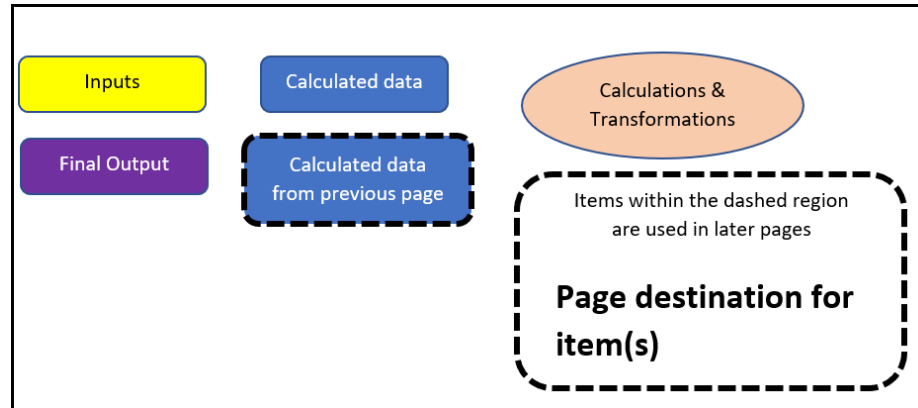 Inputs
Calculated data
Calculations &
Transformations
Final Output
Calculated data
from previous page
Items within the dashed region
are used in later pages
Page destination for
item(s)